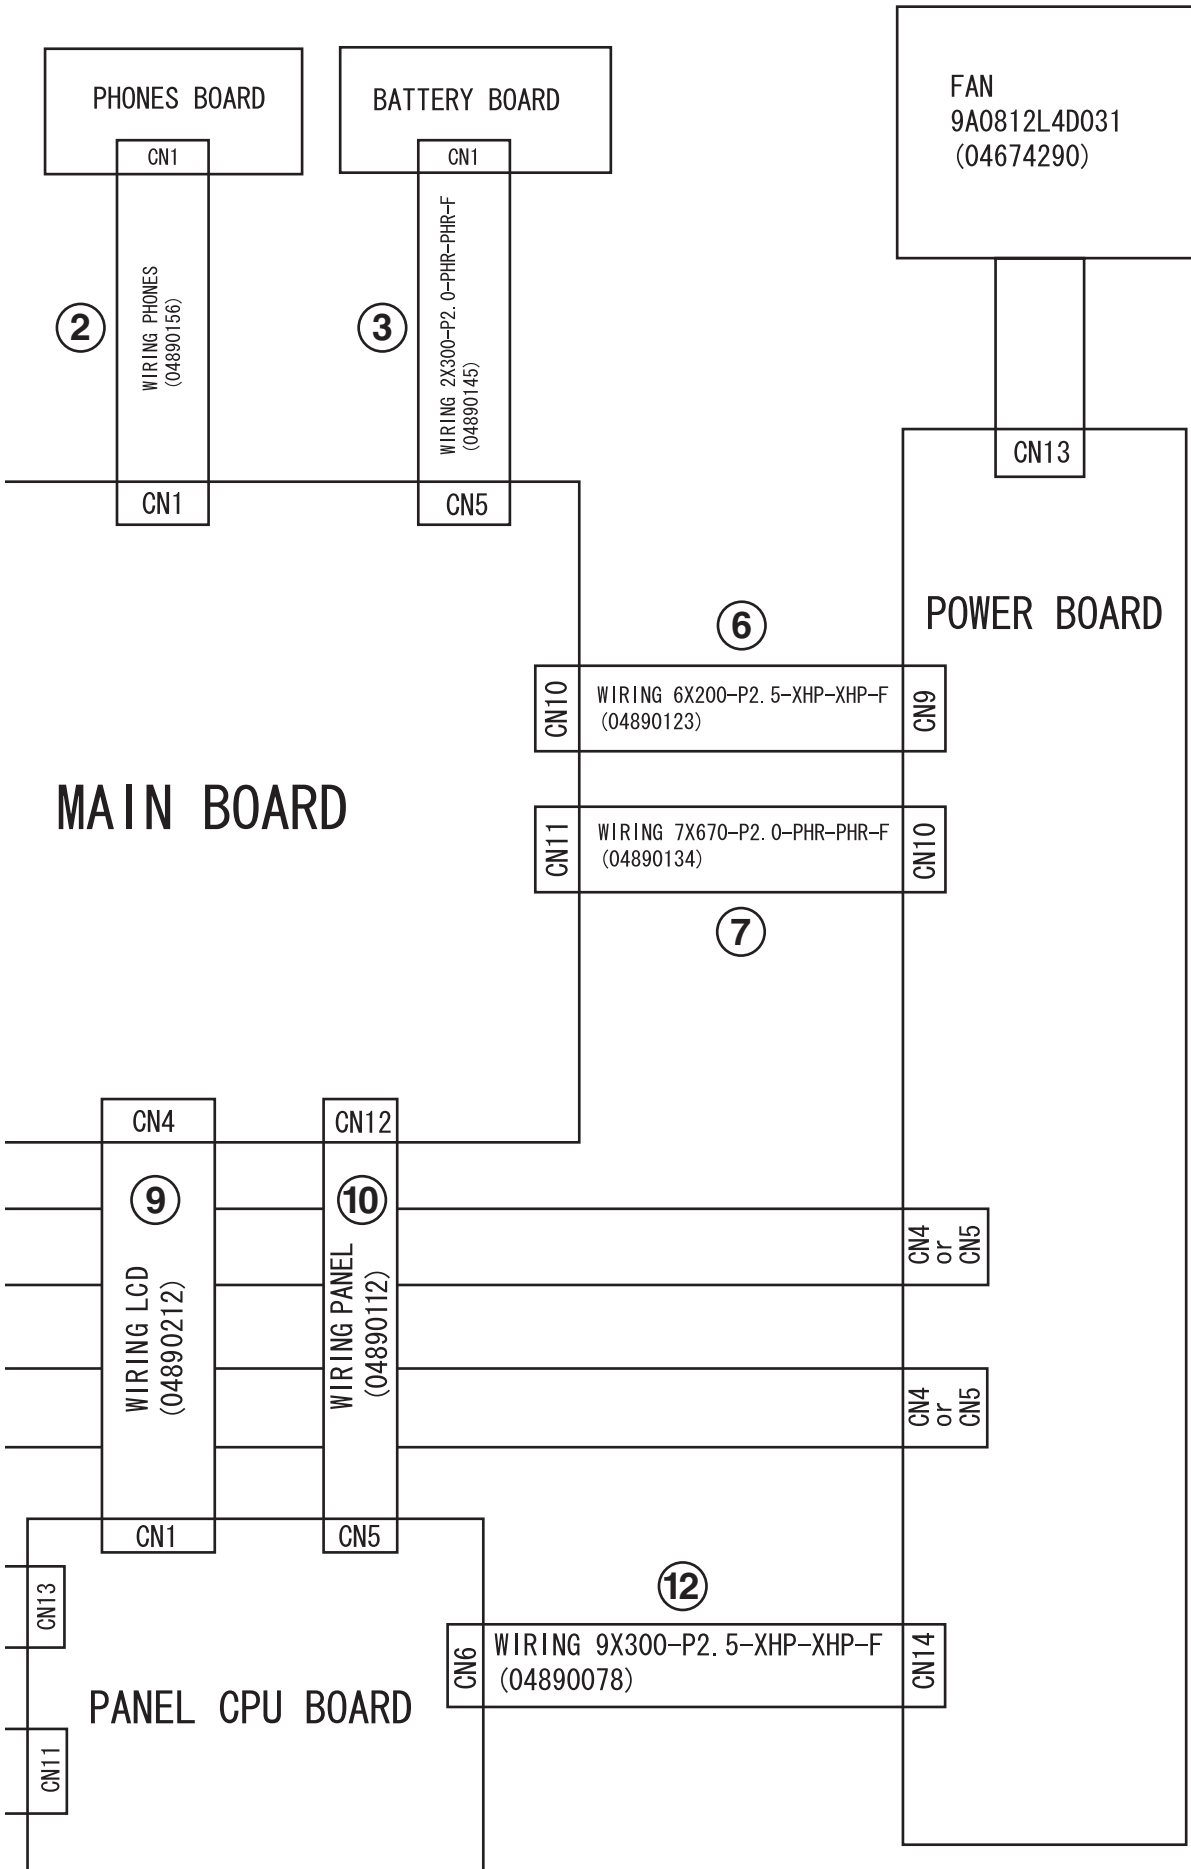 PHONES BOARD
CN1
BATTERY BOARD
CN1
FAN
9A0812L4D031
(04674290)
2
WIRING PHONES
(04890156)
3
WIRING 2X300-P2.0-PHR-PHR-F
(04890145)
CN13
CN1
CN5
POWER BOARD
6
CN10
WIRING 6X200-P2.5-XHP-XHP-F
(04890123)
CN9
MAIN BOARD
CN11
WIRING 7X670-P2.0-PHR-PHR-F
(04890134)
CN10
7
CN4
CN12
9
10
WIRING LCD
(04890212)
WIRING PANEL
(04890112)
CN4
or
CN5
CN4
or
CN5
CN1
CN5
CN13
12
CN6
WIRING 9X300-P2.5-XHP-XHP-F
(04890078)
CN14
PANEL CPU BOARD
CN11